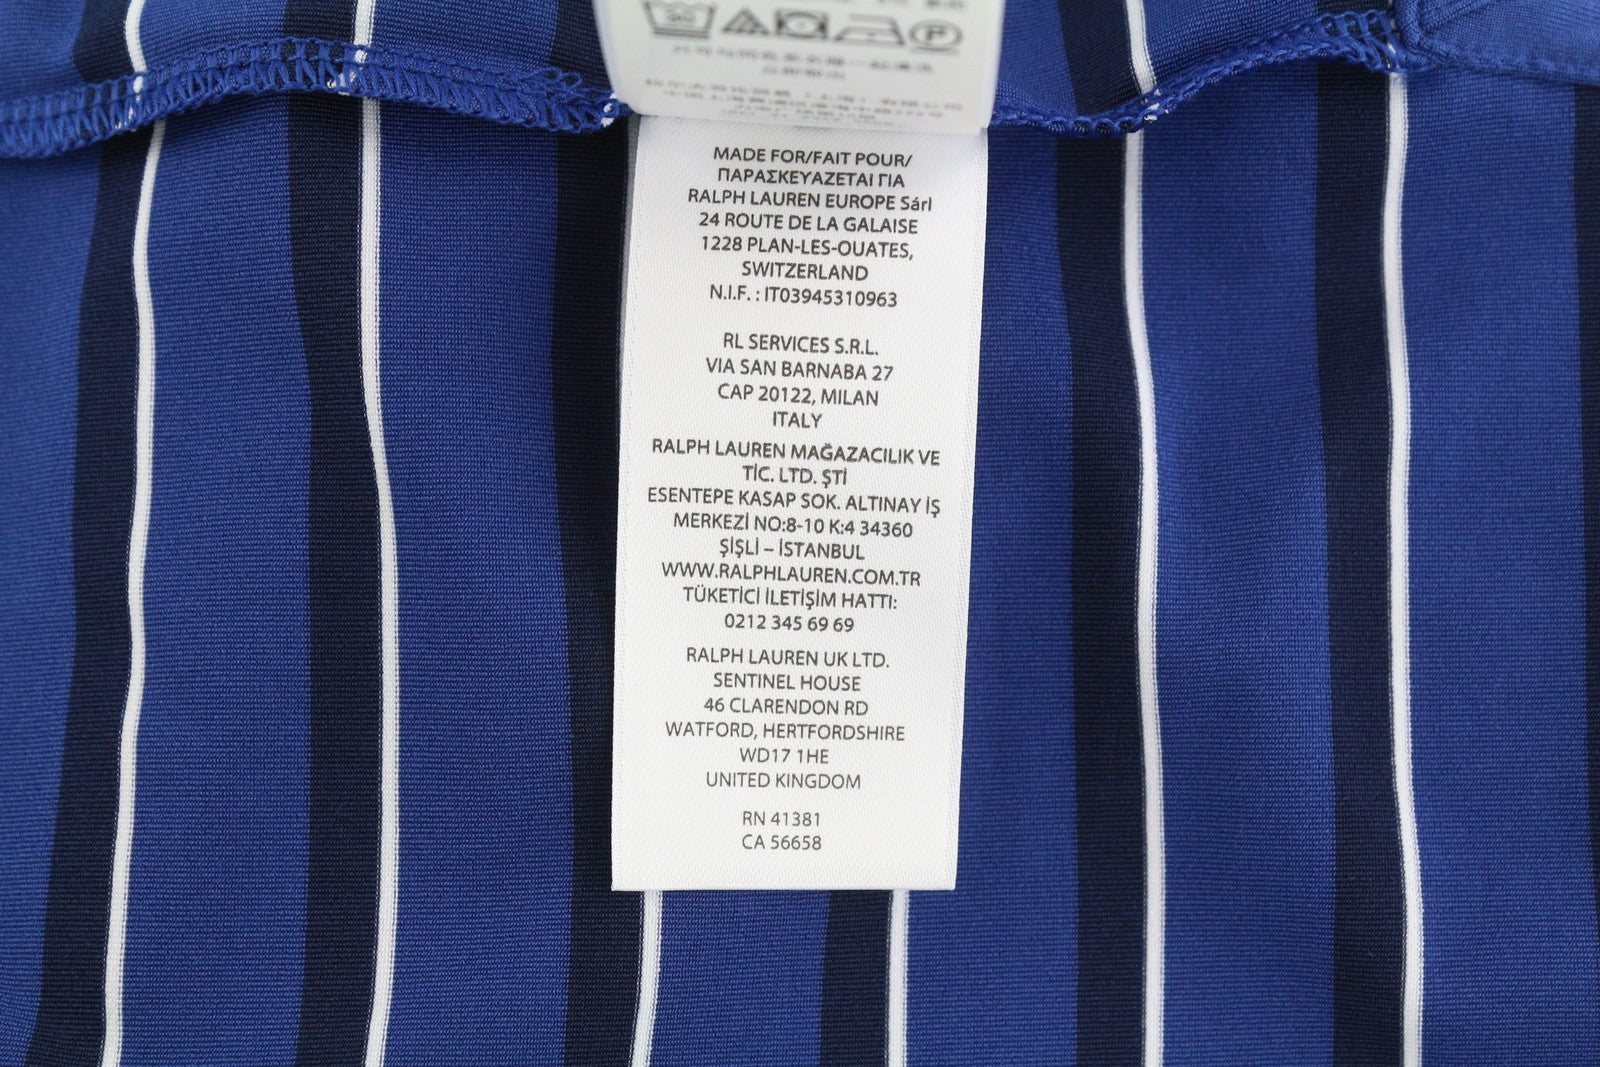 MADE FOR/FAIT POUR/
ΠΑΡΑΣΚΕΥΑΖΕΤΑΙ ΓΙΑ
RALPH LAUREN EUROPE Sárl
24 ROUTE DE LA GALAISE
1228 PLAN-LES-OUATES,
SWITZERLAND
N.I.F. : IT03945310963
RL SERVICES S.R.L.
VIA SAN BARNABA 27
CAP 20122, MILAN
ITALY
RALPH LAUREN MAĞAZACILIK VE
TİC. LTD. ŞTİ
ESENTEPE KASAP SOK. ALTINAY İŞ
MERKEZİ NO:8-10 K:4 34360
ŞİŞLİ – İSTANBUL
WWW.RALPHLAUREN.COM.TR
TÜKETİCİ İLETİŞİM HATTI:
0212 345 69 69
RALPH LAUREN UK LTD.
SENTINEL HOUSE
46 CLARENDON RD
WATFORD, HERTFORDSHIRE
WD17 1HE
UNITED KINGDOM
RN 41381
CA 56658